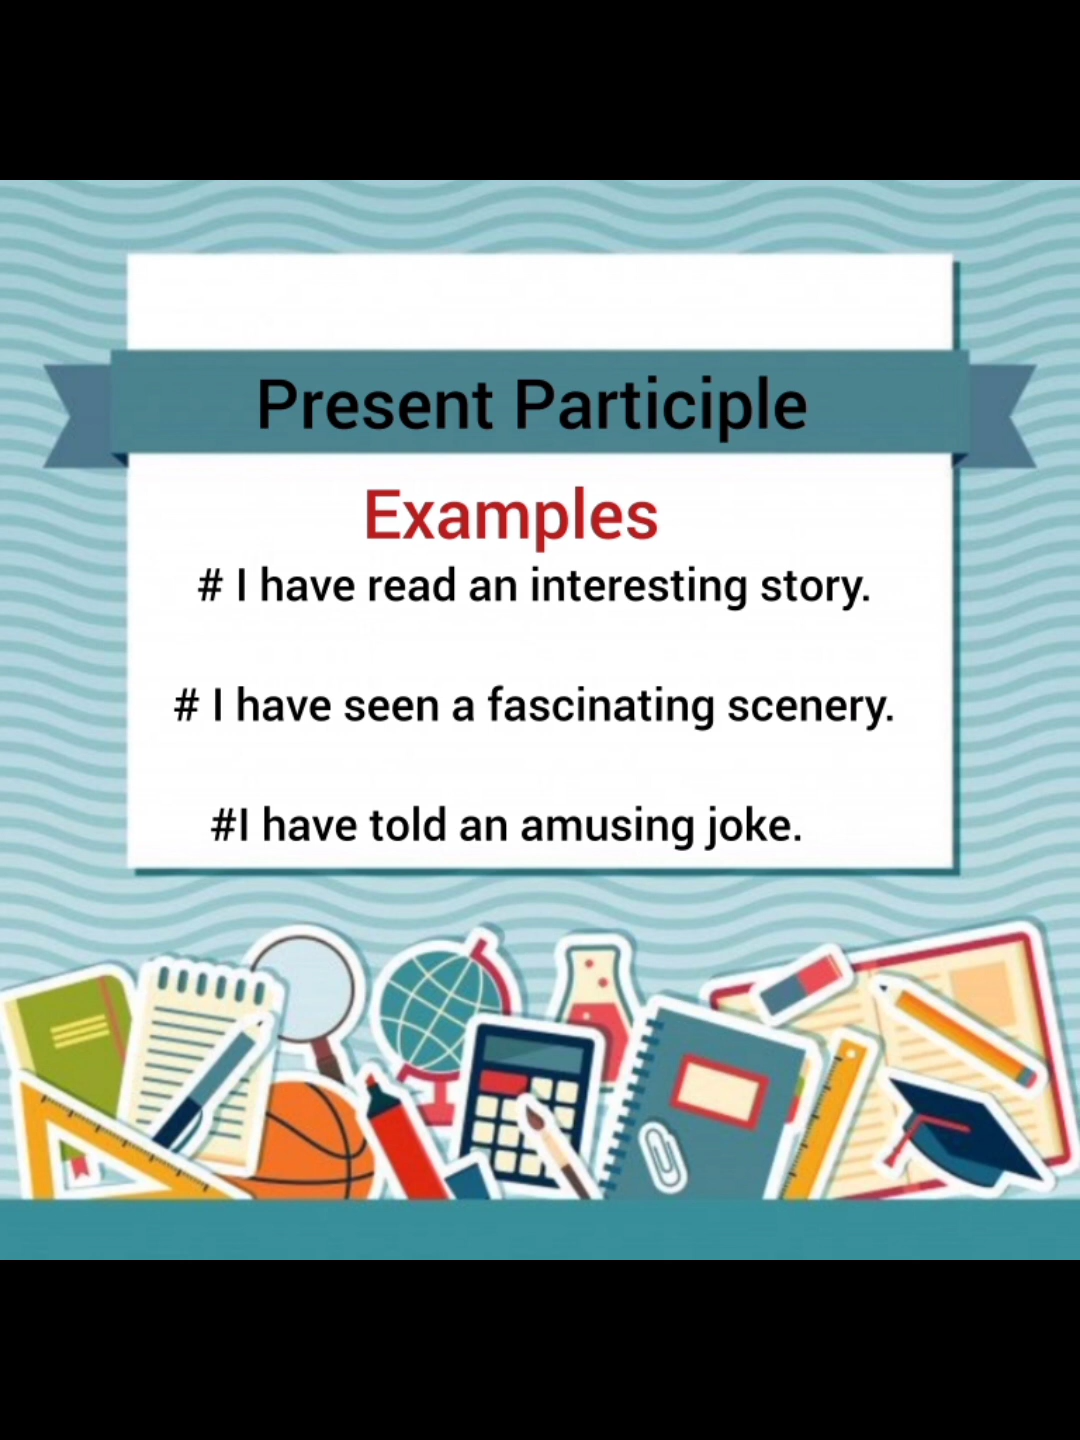 Present Participle
Examples
# I have read an interesting story.
# I have seen a fascinating scenery.
#I have told an amusing joke.